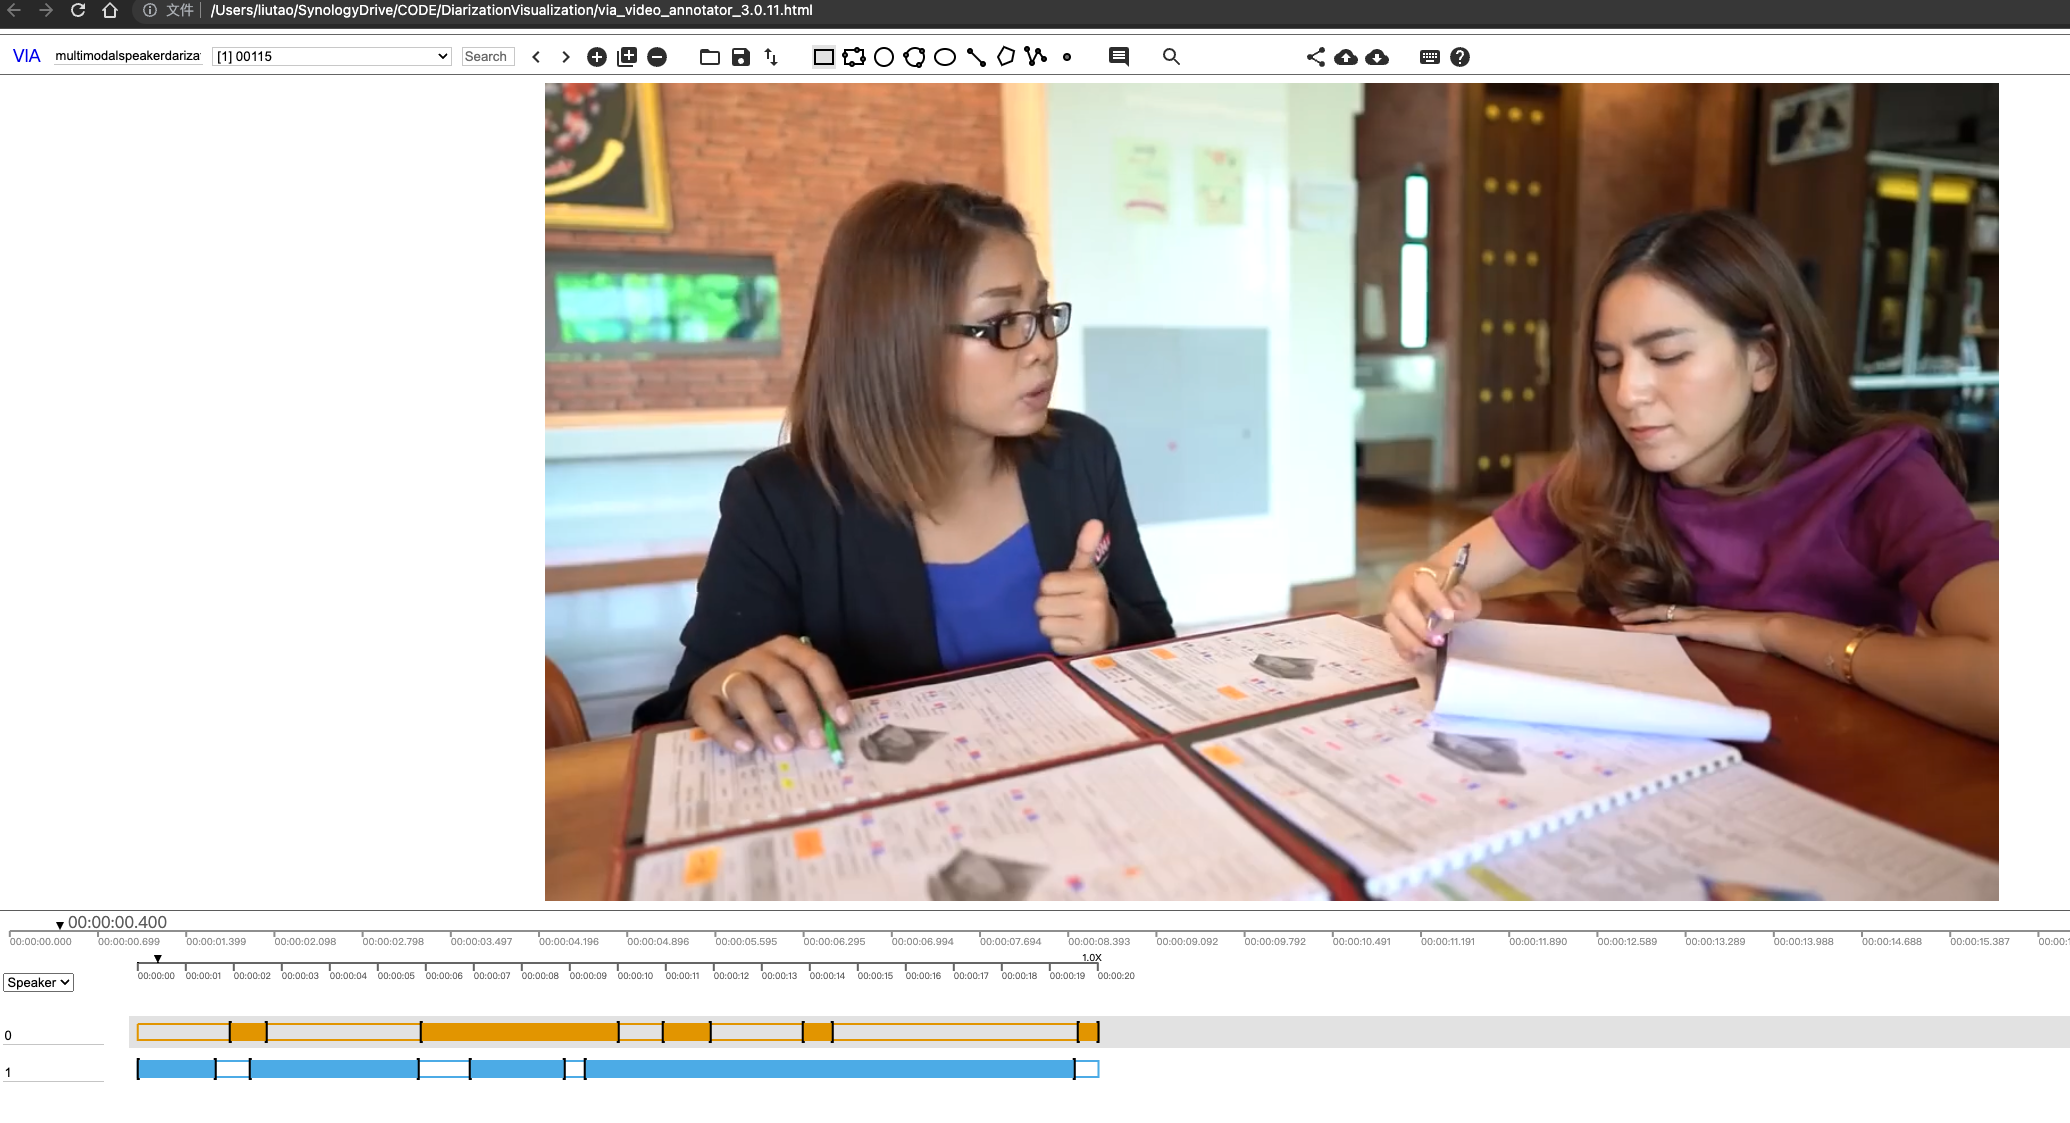 文件 /Users/liutao/SynologyDrive/CODE/DiarizationVisualization/via_video_annotator_3.0.11.html
VIA multimodalspeakerdariza [1] 00115 Search
00:00:00.400
00:00:00.000 00:00:00.699 00:00:01.399 00:00:02.098 00:00:02.798 00:00:03.497 00:00:04.196 00:00:04.896 00:00:05.595 00:00:06.295 00:00:06.994 00:00:07.694 00:00:08.393 00:00:09.092 00:00:09.792 00:00:10.491 00:00:11.191 00:00:11.890 00:00:12.589 00:00:13.289 00:00:13.988 00:00:14.688 00:00:15.387
1.0X
00:00:00 00:00:01 00:00:02 00:00:03 00:00:04 00:00:05 00:00:06 00:00:07 00:00:08 00:00:09 00:00:10 00:00:11 00:00:12 00:00:13 00:00:14 00:00:15 00:00:16 00:00:17 00:00:18 00:00:19 00:00:20
Speaker
0
1